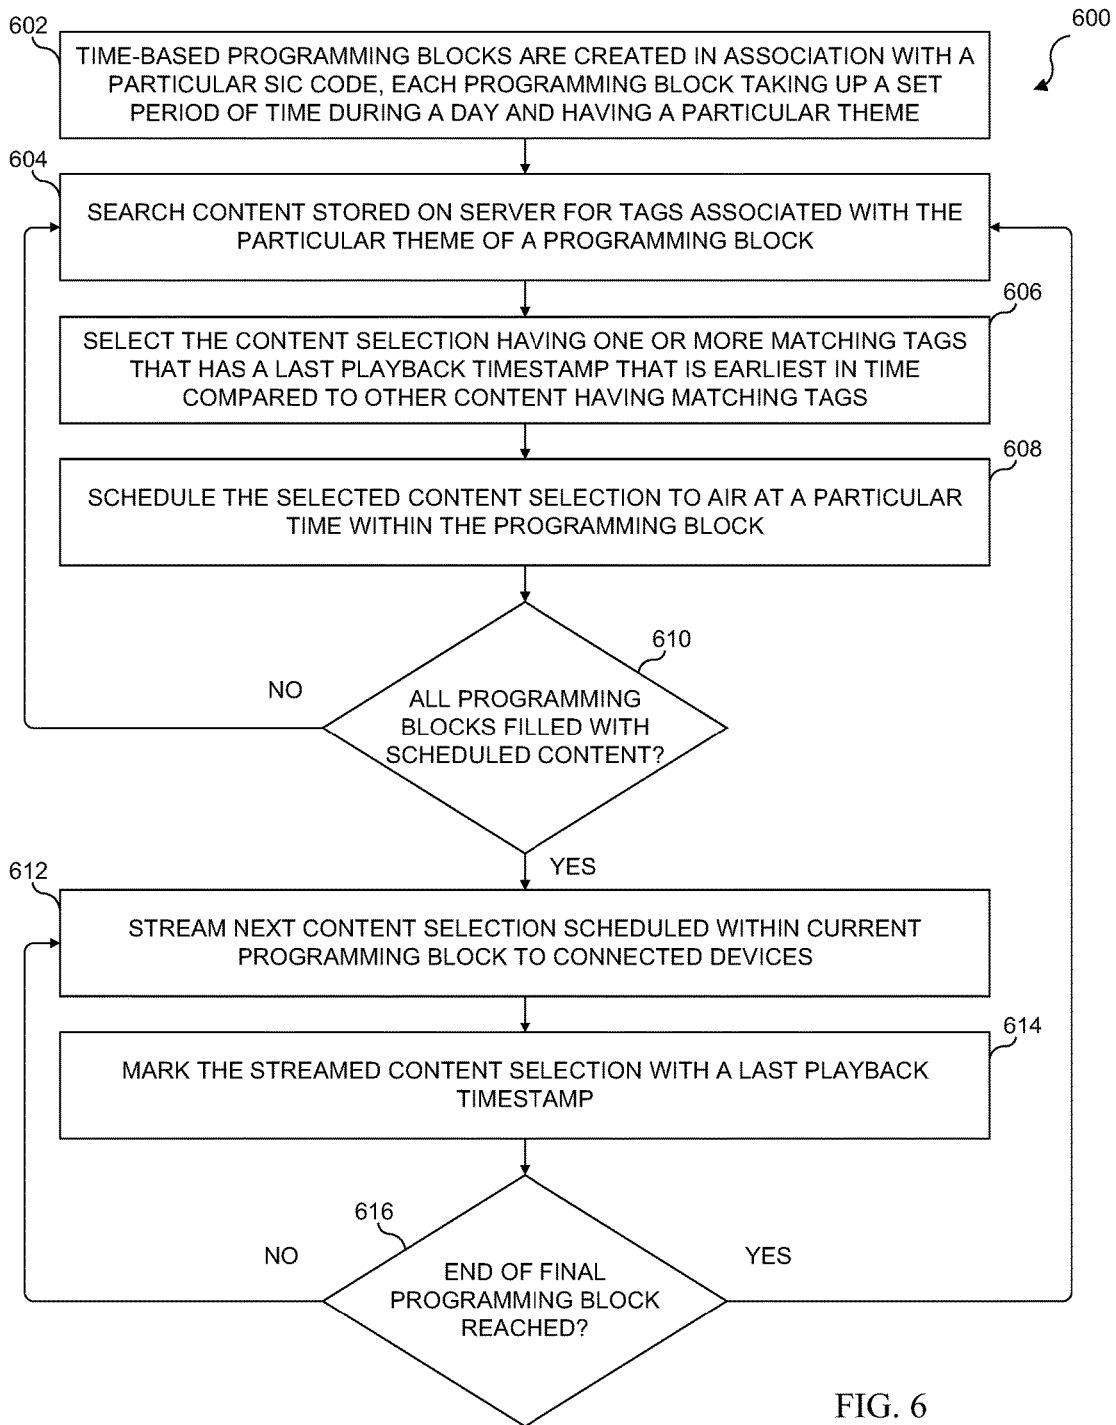 602
600
TIME-BASED PROGRAMMING BLOCKS ARE CREATED IN ASSOCIATION WITH A
PARTICULAR SIC CODE, EACH PROGRAMMING BLOCK TAKING UP A SET
PERIOD OF TIME DURING A DAY AND HAVING A PARTICULAR THEME
604
SEARCH CONTENT STORED ON SERVER FOR TAGS ASSOCIATED WITH THE
PARTICULAR THEME OF A PROGRAMMING BLOCK
606
SELECT THE CONTENT SELECTION HAVING ONE OR MORE MATCHING TAGS
THAT HAS A LAST PLAYBACK TIMESTAMP THAT IS EARLIEST IN TIME
COMPARED TO OTHER CONTENT HAVING MATCHING TAGS
608
SCHEDULE THE SELECTED CONTENT SELECTION TO AIR AT A PARTICULAR
TIME WITHIN THE PROGRAMMING BLOCK
610
NO
ALL PROGRAMMING
BLOCKS FILLED WITH
SCHEDULED CONTENT?
YES
612
STREAM NEXT CONTENT SELECTION SCHEDULED WITHIN CURRENT
PROGRAMMING BLOCK TO CONNECTED DEVICES
614
MARK THE STREAMED CONTENT SELECTION WITH A LAST PLAYBACK
TIMESTAMP
616
NO
YES
END OF FINAL
PROGRAMMING BLOCK
REACHED?
FIG. 6